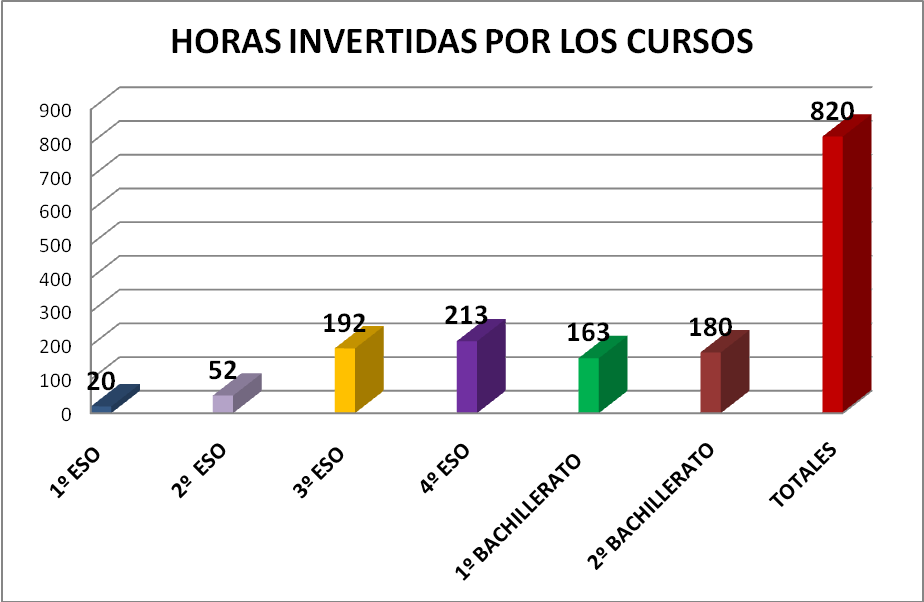 HORAS INVERTIDAS POR LOS CURSOS
900
800
700
600
500
400
300
200
100
0
20
52
192
213
163
180
820
1º ESO
2º ESO
3º ESO
4º ESO
1º BACHILLERATO
2º BACHILLERATO
TOTALES